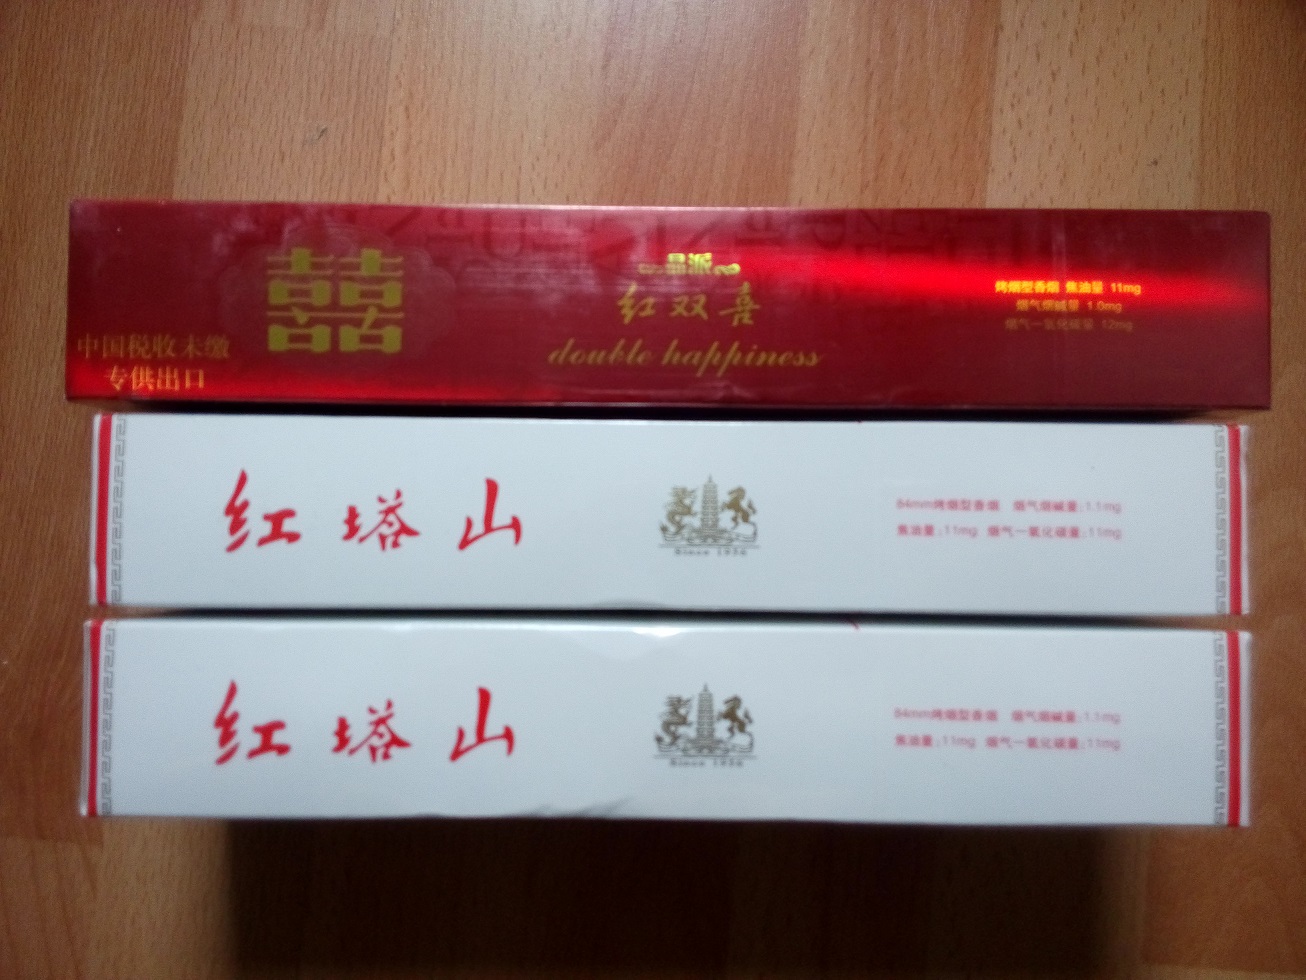 囍
晶派
红双喜
double happiness
中国税收未缴
专供出口
烤烟型香烟 焦油量 11mg
烟气烟碱量 1.0mg
烟气一氧化碳量 12mg
红塔山
Since 1956
84mm烤烟型香烟 烟气烟碱量:1.1mg
焦油量:11mg 烟气一氧化碳量:11mg
红塔山
Since 1956
84mm烤烟型香烟 烟气烟碱量:1.1mg
焦油量:11mg 烟气一氧化碳量:11mg